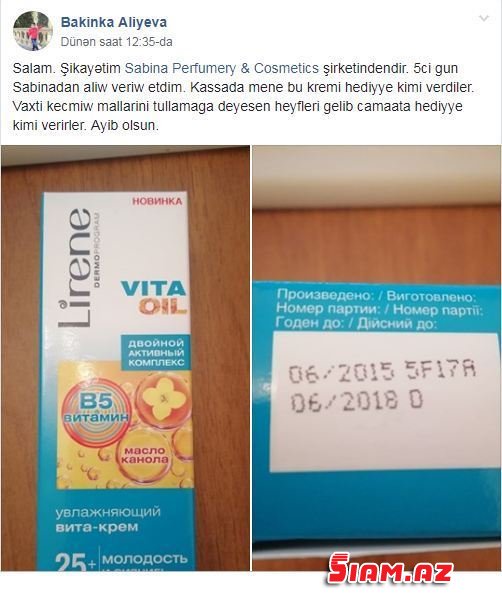 Bakinka Aliyeva
Dünən saat 12:35-da
Salam. Şikayətim Sabina Perfumery & Cosmetics şirketindendir. 5ci gun
Sabinadan aliw veriw etdim. Kassada mene bu kremi hediyye kimi verdiler.
Vaxti kecmiw mallarini tullamaga deyesen heyfleri gelib camaata hediyye
kimi verirler. Ayib olsun.
НОВИНКА
Lirene
DERMOPROGRAM
VITA
OIL
ДВОЙНОЙ
АКТИВНЫЙ
КОМПЛЕКС
B5
ВИТАМИН
МАСЛО
КАНОЛА
УВЛАЖНЯЮЩИЙ
ВИТА-КРЕМ
25+ МОЛОДОСТЬ
Произведено: / Виготовлено:
Номер партии: / Номер партії:
Годен до: / Дійсний до:
06/2015 5F17A
06/2018 0
SIAM.AZ